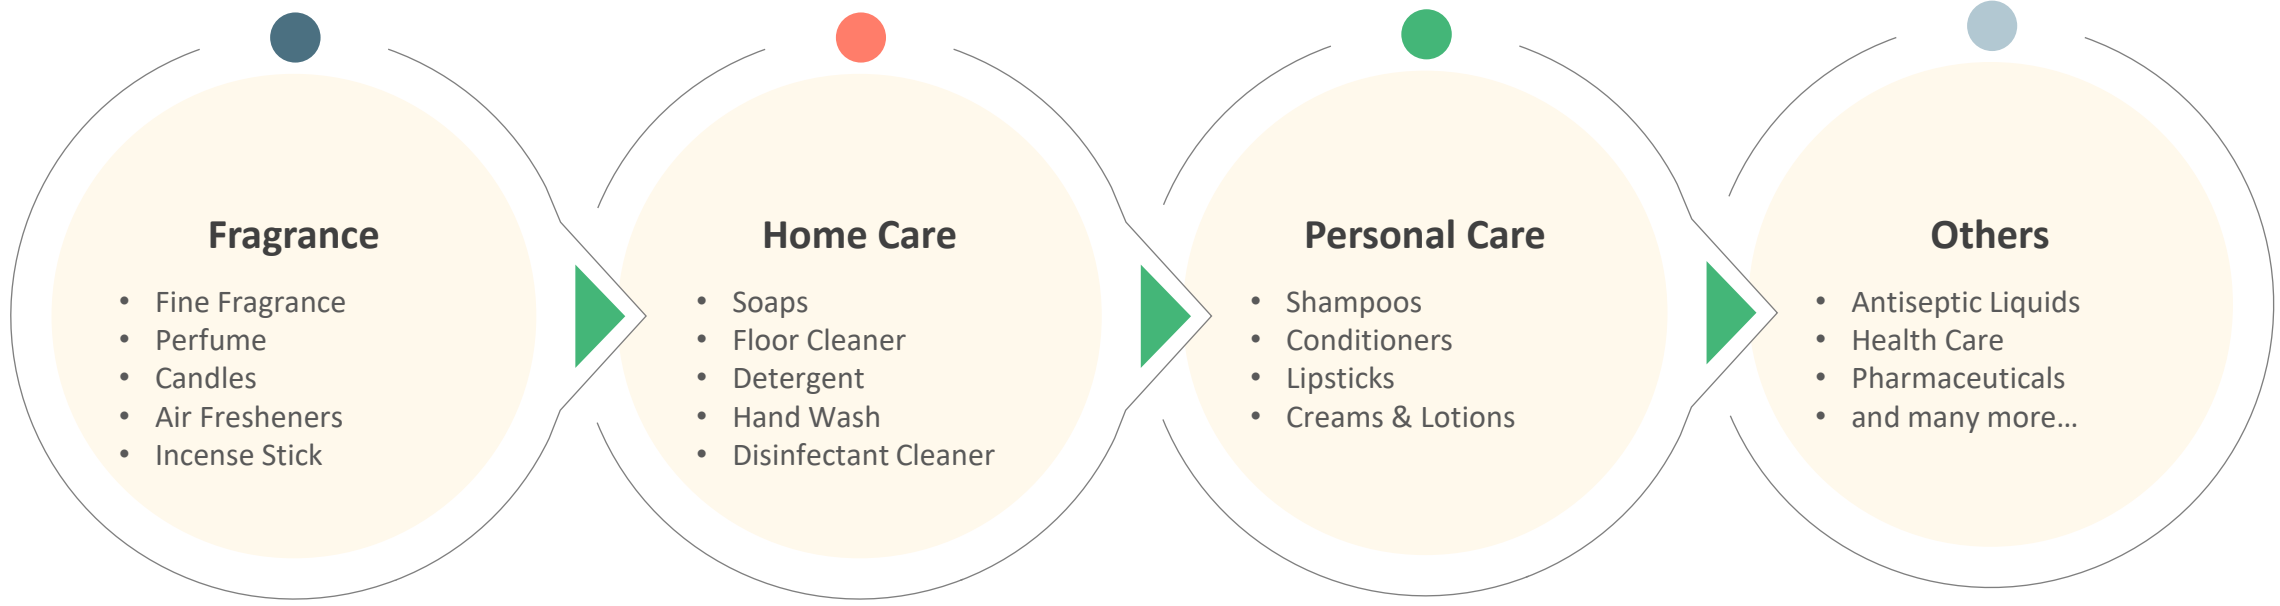 Fragrance
• Fine Fragrance
• Perfume
• Candles
• Air Fresheners
• Incense Stick
Home Care
• Soaps
• Floor Cleaner
• Detergent
• Hand Wash
• Disinfectant Cleaner
Personal Care
• Shampoos
• Conditioners
• Lipsticks
• Creams & Lotions
Others
• Antiseptic Liquids
• Health Care
• Pharmaceuticals
• and many more...